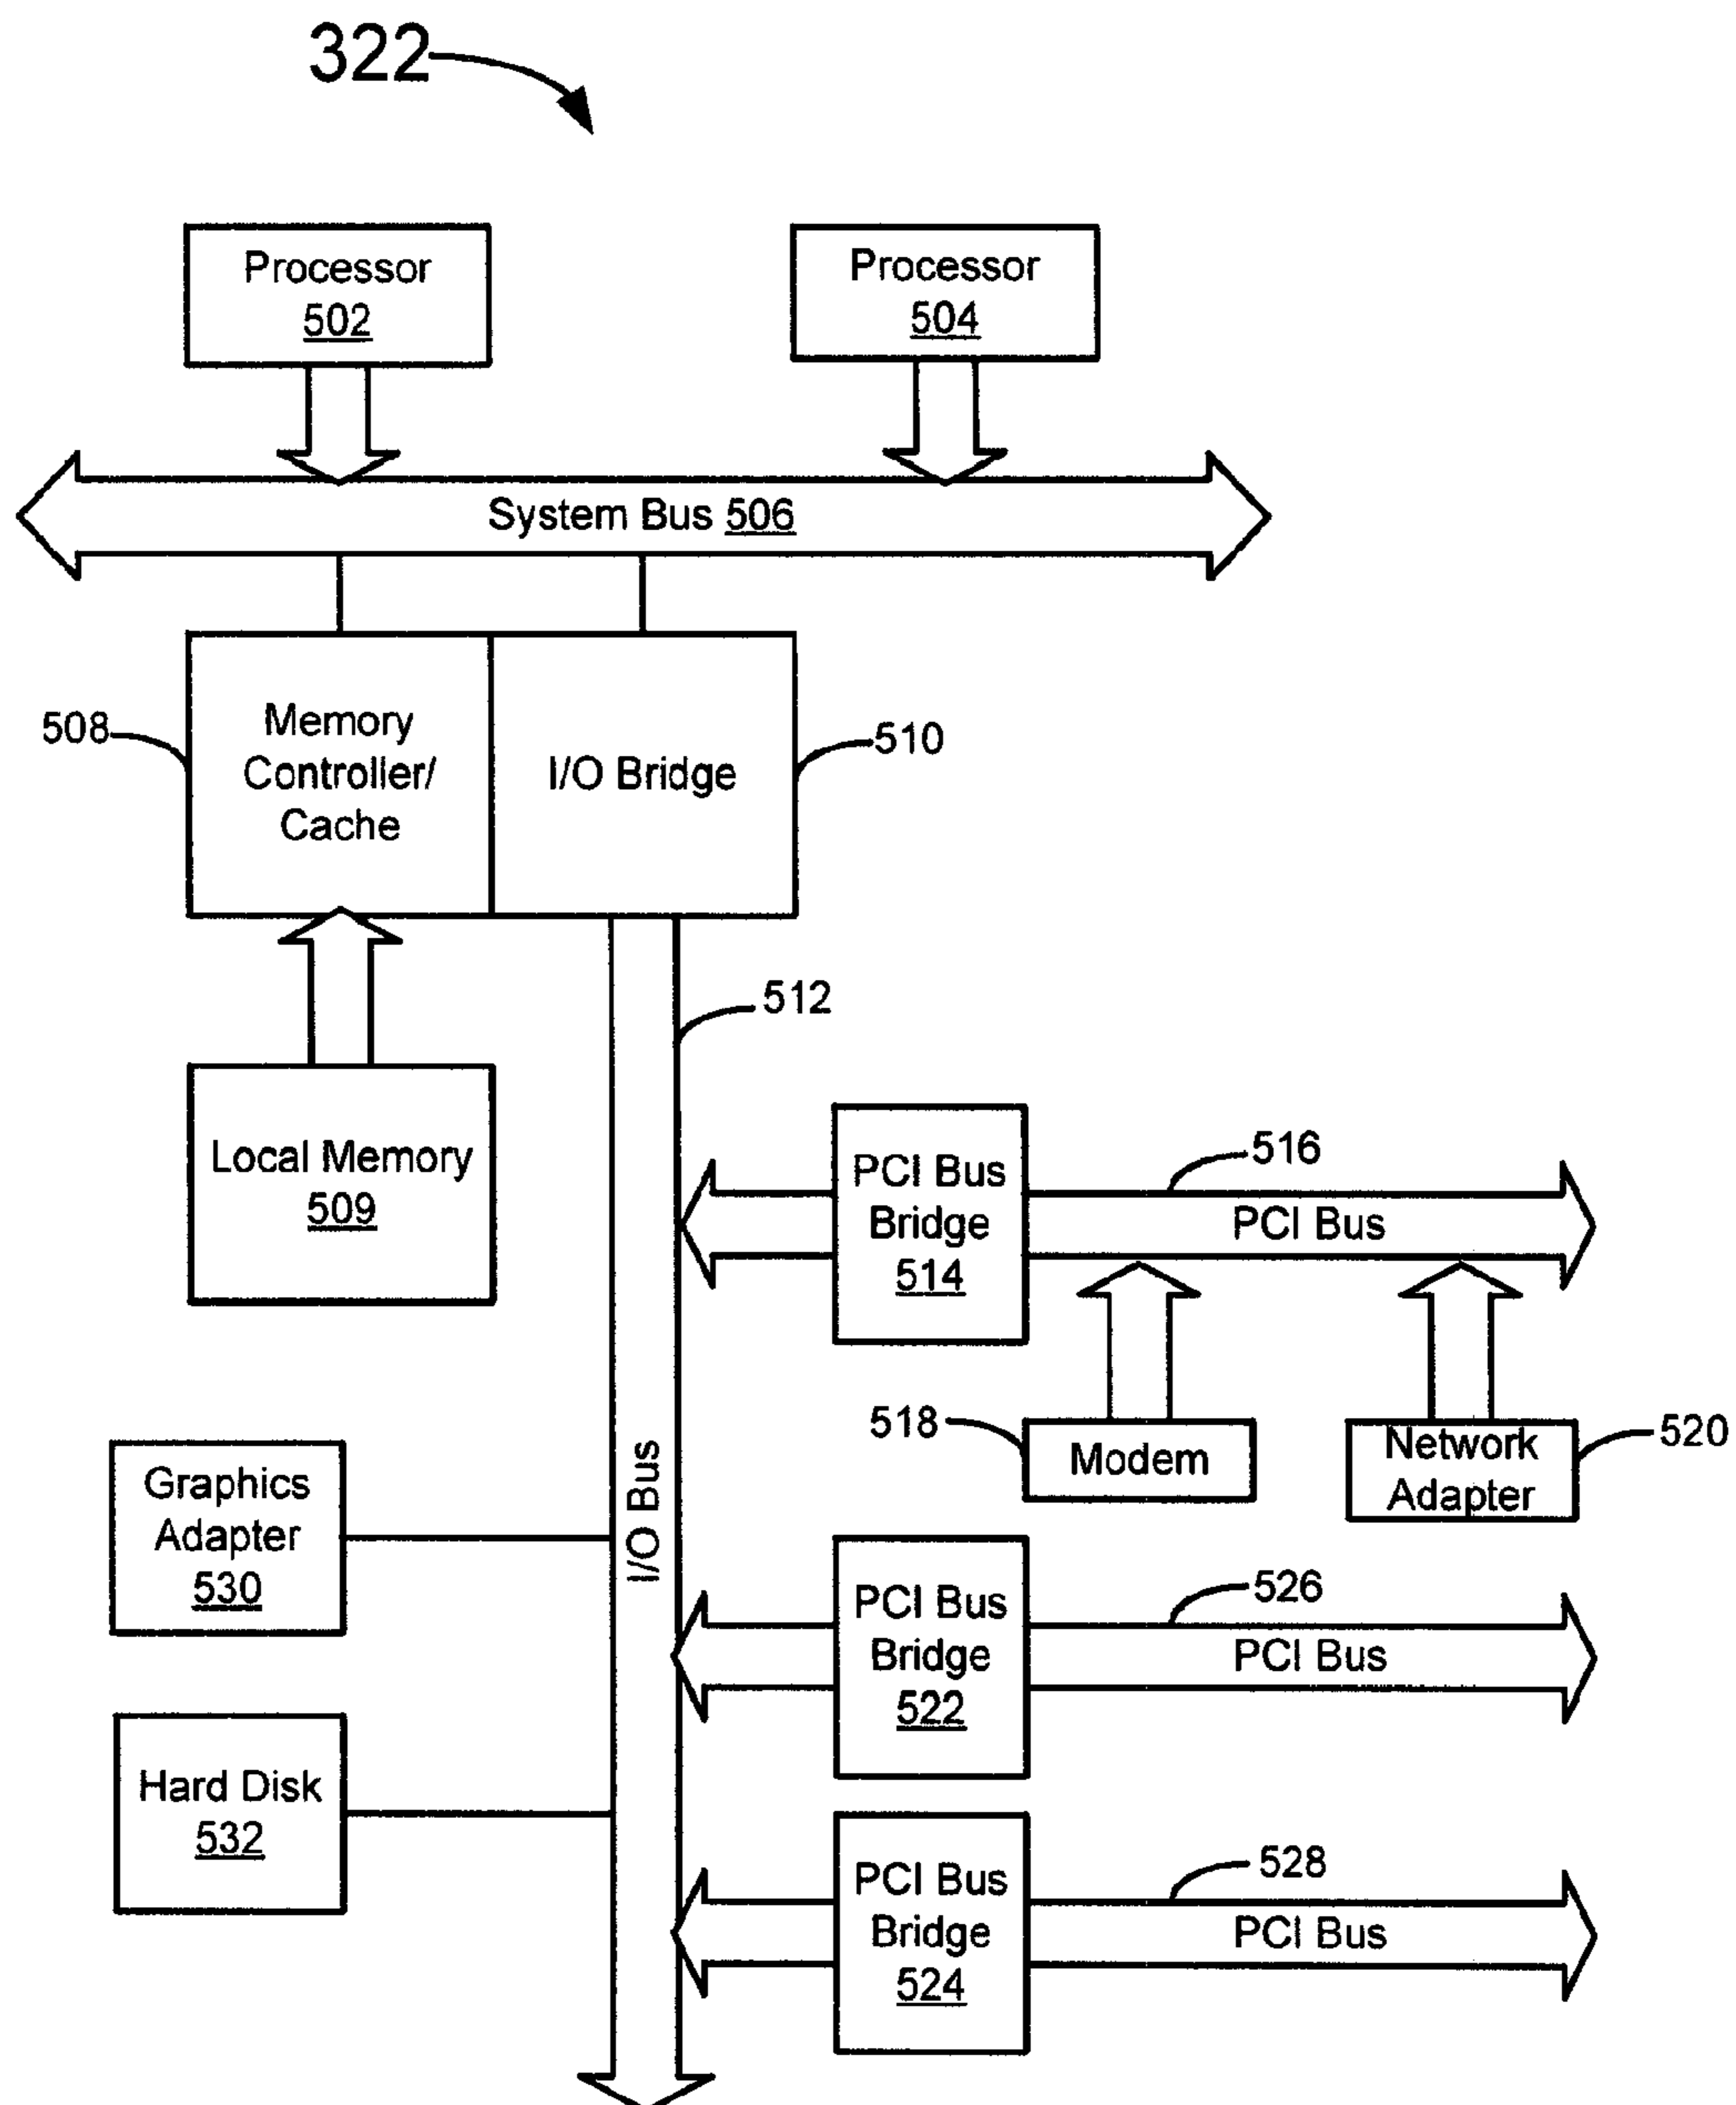 322
Processor
502
Processor
504
System Bus 506
508
Memory
Controller/
Cache
I/O Bridge
510
512
Local Memory
509
PCI Bus
Bridge
514
516
PCI Bus
518
Modem
Network
Adapter
520
Graphics
Adapter
530
I/O Bus
PCI Bus
Bridge
522
526
PCI Bus
Hard Disk
532
PCI Bus
Bridge
524
528
PCI Bus